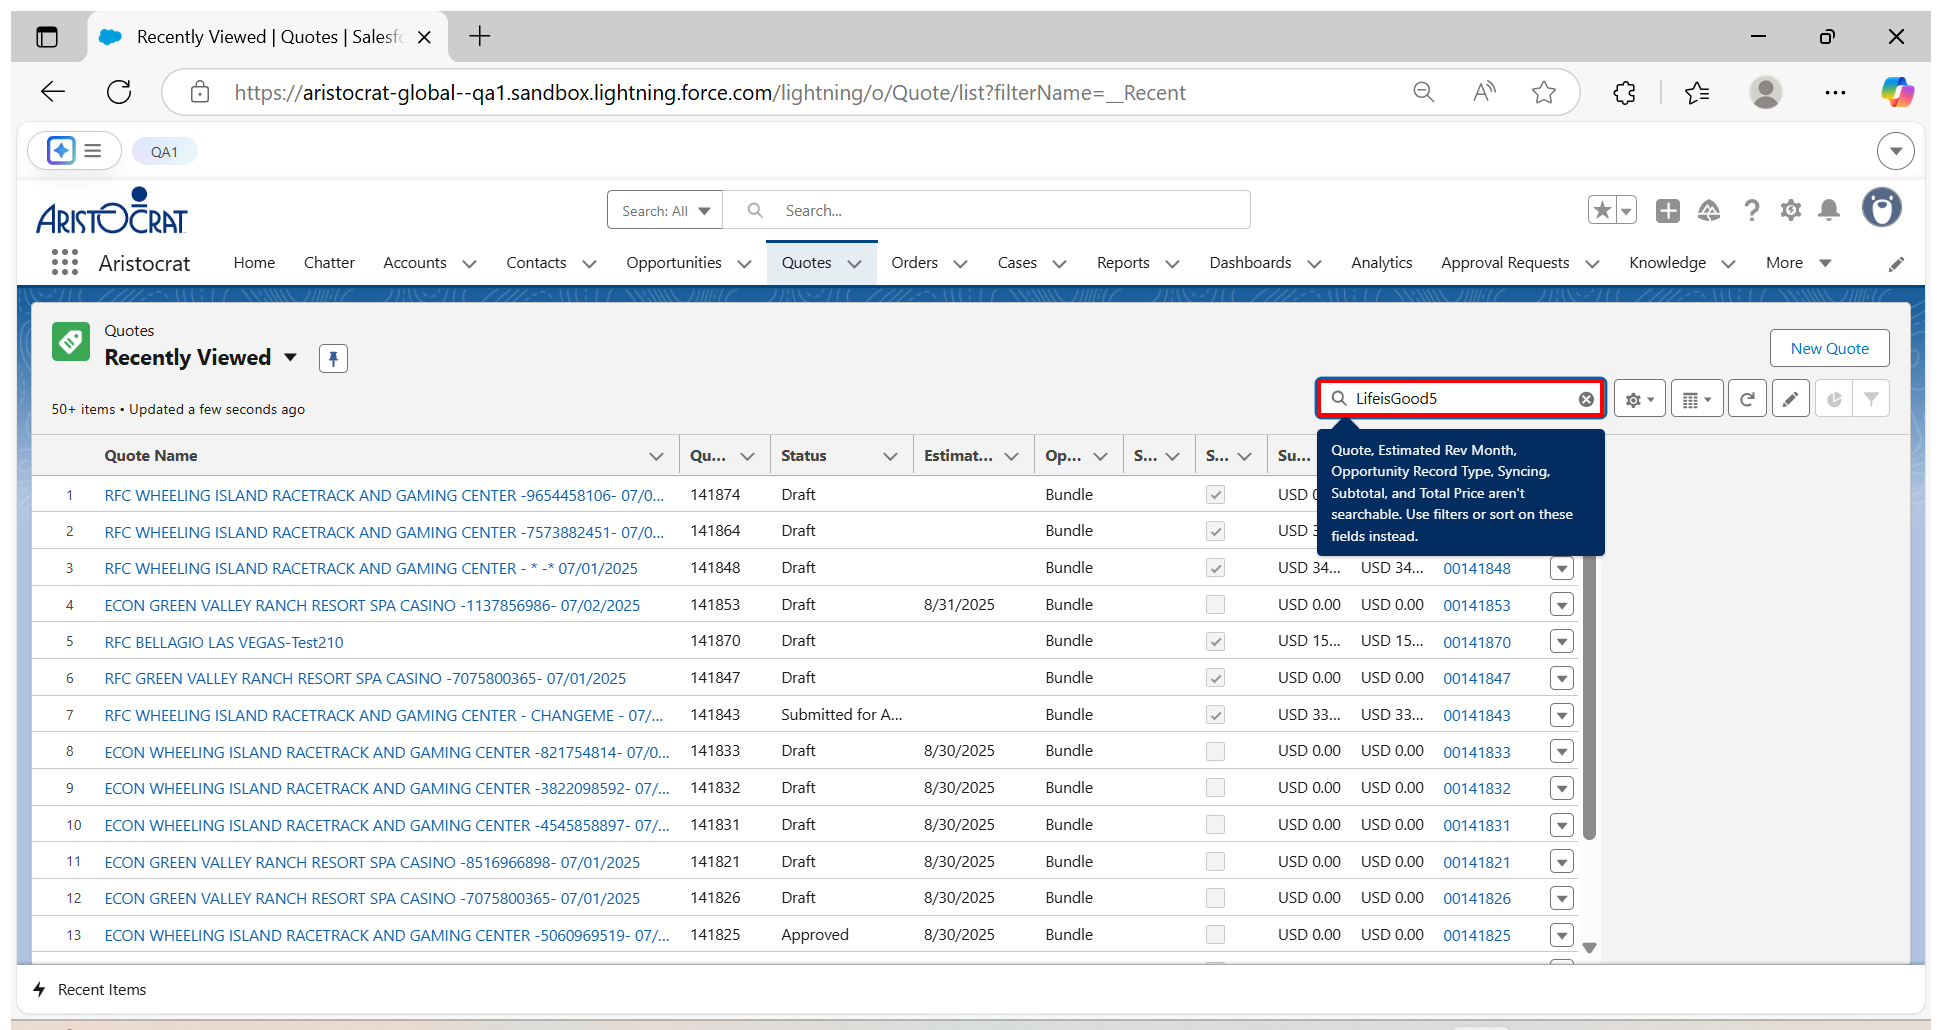 Recently Viewed | Quotes | Salesfo
https://aristocrat-global--qa1.sandbox.lightning.force.com/lightning/o/Quote/list?filterName=__Recent
QA1
ARISTOCRAT
Search: All
Search...
Aristocrat
Home
Chatter
Accounts
Contacts
Opportunities
Quotes
Orders
Cases
Reports
Dashboards
Analytics
Approval Requests
Knowledge
More
Quotes
Recently Viewed
New Quote
50+ items • Updated a few seconds ago
LifeisGood5
Quote, Estimated Rev Month,
Opportunity Record Type, Syncing,
Subtotal, and Total Price aren't
searchable. Use filters or sort on these
fields instead.
Quote Name Qu... Status Estimat... Op... S... S... Su...
1 RFC WHEELING ISLAND RACETRACK AND GAMING CENTER -9654458106- 07/0... 141874 Draft Bundle USD
2 RFC WHEELING ISLAND RACETRACK AND GAMING CENTER -7573882451- 07/0... 141864 Draft Bundle USD
3 RFC WHEELING ISLAND RACETRACK AND GAMING CENTER - * -* 07/01/2025 141848 Draft Bundle USD 34... USD 34... 00141848
4 ECON GREEN VALLEY RANCH RESORT SPA CASINO -1137856986- 07/02/2025 141853 Draft 8/31/2025 Bundle USD 0.00 USD 0.00 00141853
5 RFC BELLAGIO LAS VEGAS-Test210 141870 Draft Bundle USD 15... USD 15... 00141870
6 RFC GREEN VALLEY RANCH RESORT SPA CASINO -7075800365- 07/01/2025 141847 Draft Bundle USD 0.00 USD 0.00 00141847
7 RFC WHEELING ISLAND RACETRACK AND GAMING CENTER - CHANGEME - 07/... 141843 Submitted for A... Bundle USD 33... USD 33... 00141843
8 ECON WHEELING ISLAND RACETRACK AND GAMING CENTER -821754814- 07/0... 141833 Draft 8/30/2025 Bundle USD 0.00 USD 0.00 00141833
9 ECON WHEELING ISLAND RACETRACK AND GAMING CENTER -3822098592- 07/... 141832 Draft 8/30/2025 Bundle USD 0.00 USD 0.00 00141832
10 ECON WHEELING ISLAND RACETRACK AND GAMING CENTER -4545858897- 07/... 141831 Draft 8/30/2025 Bundle USD 0.00 USD 0.00 00141831
11 ECON GREEN VALLEY RANCH RESORT SPA CASINO -8516966898- 07/01/2025 141821 Draft 8/30/2025 Bundle USD 0.00 USD 0.00 00141821
12 ECON GREEN VALLEY RANCH RESORT SPA CASINO -7075800365- 07/01/2025 141826 Draft 8/30/2025 Bundle USD 0.00 USD 0.00 00141826
13 ECON WHEELING ISLAND RACETRACK AND GAMING CENTER -5060969519- 07/... 141825 Approved 8/30/2025 Bundle USD 0.00 USD 0.00 00141825
Recent Items